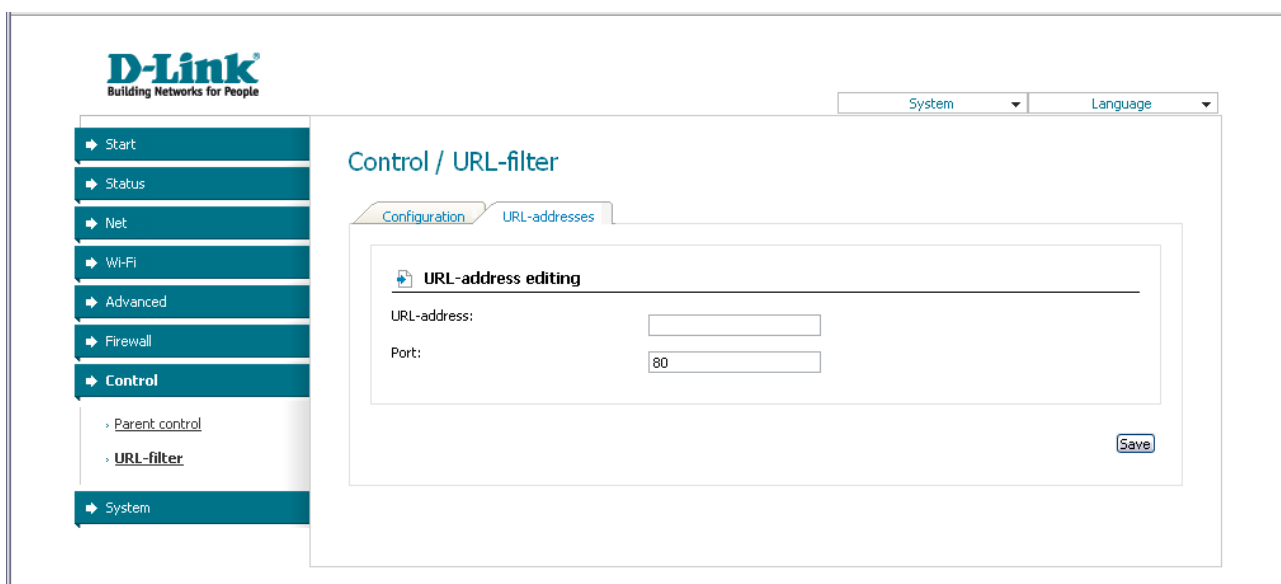 D-Link
Building Networks for People
System
Language
Start
Status
Net
Wi-Fi
Advanced
Firewall
Control
Parent control
URL-filter
System
Control / URL-filter
Configuration
URL-addresses
URL-address editing
URL-address:
Port:
80
Save